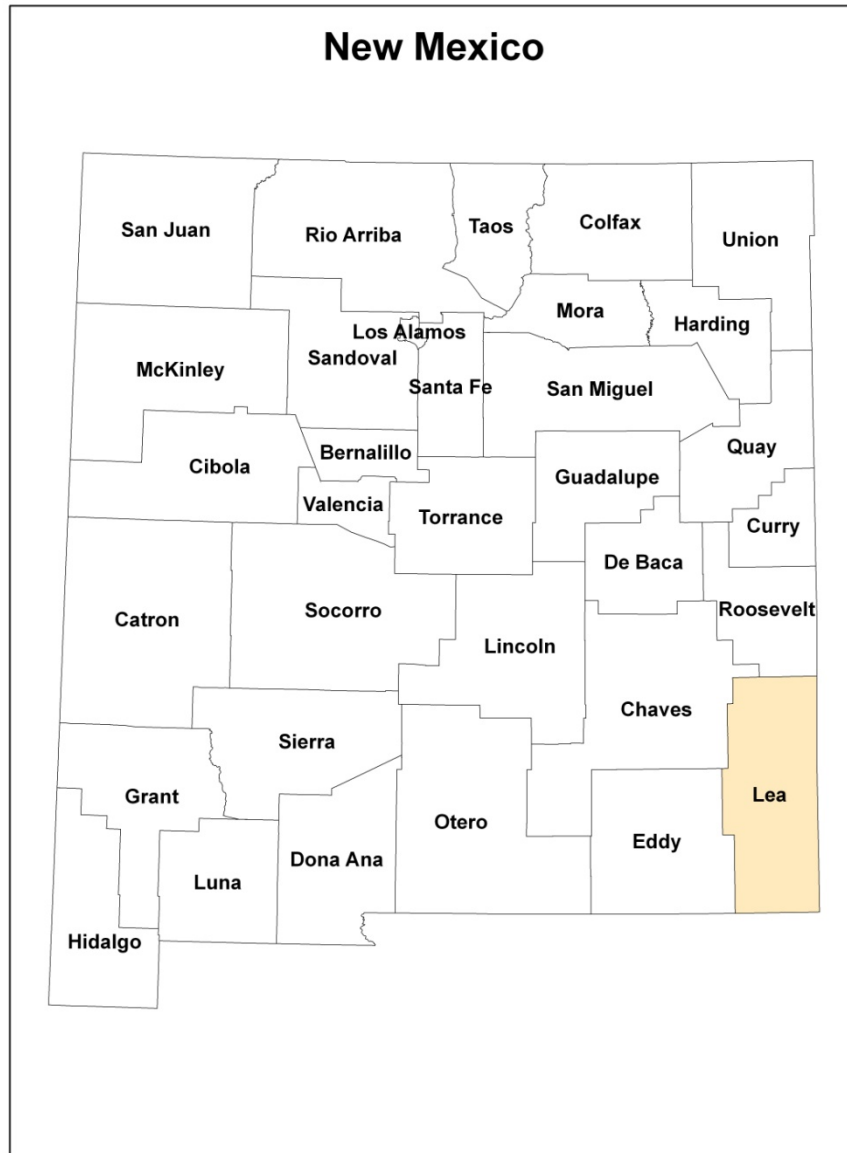 New Mexico
San Juan
Rio Arriba
Taos
Colfax
Union
Mora
Harding
Los Alamos
Sandoval
McKinley
Santa Fe
San Miguel
Quay
Bernalillo
Cibola
Guadalupe
Valencia
Torrance
Curry
De Baca
Roosevelt
Catron
Socorro
Lincoln
Chaves
Sierra
Lea
Grant
Otero
Eddy
Dona Ana
Luna
Hidalgo